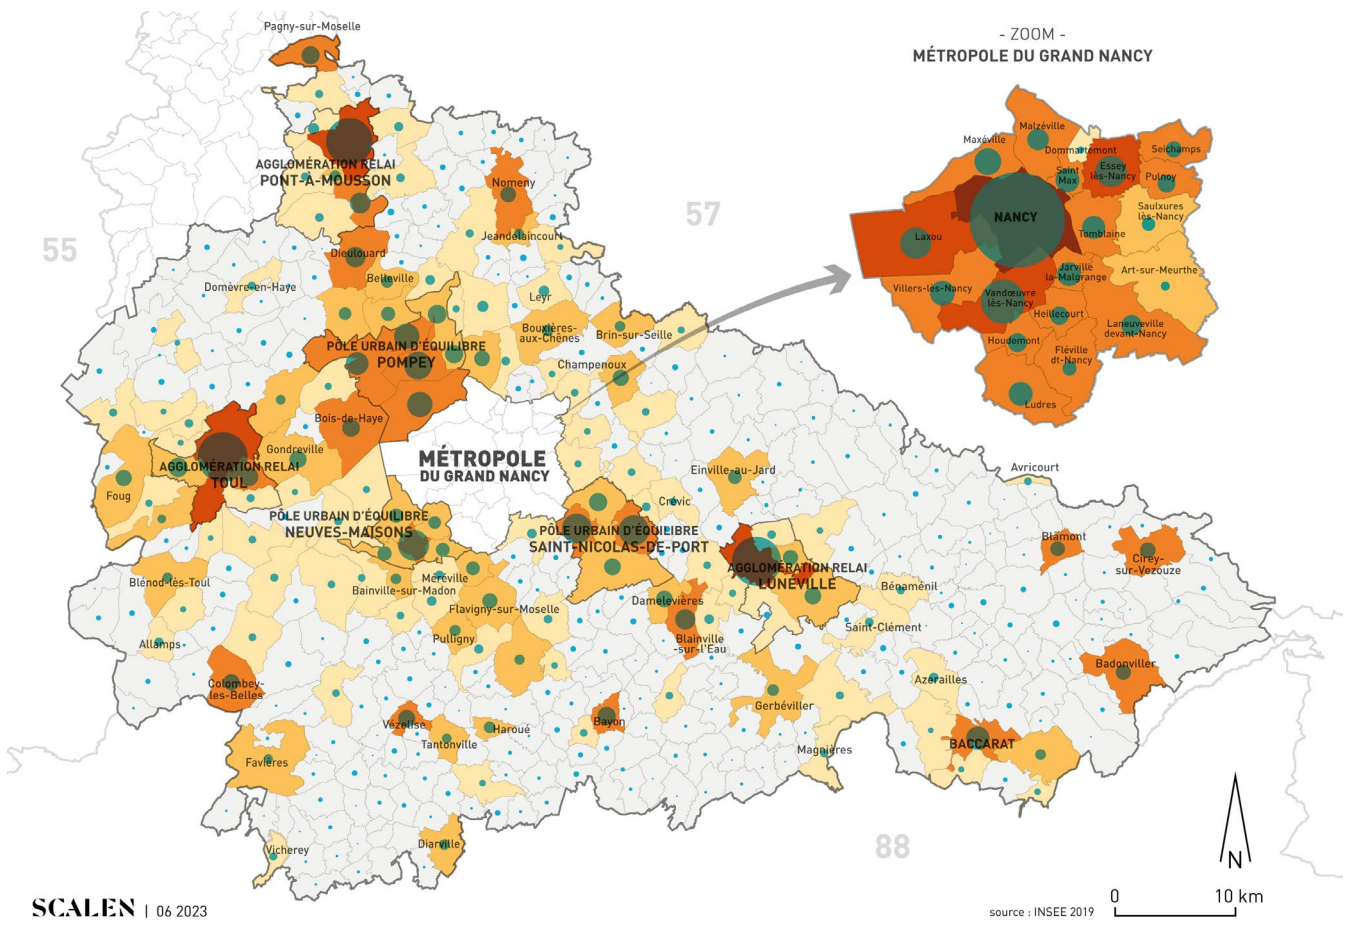 Pagny-sur-Moselle
- ZOOM -
MÉTROPOLE DU GRAND NANCY
Malzéville
Maxéville
Dommartemont
Seichamps
Essey
lès-Nancy
Saint
Max
Pulnoy
NANCY
Saulxures
lès-Nancy
Laxou
Tomblaine
Jarville
la-Malgrange
Art-sur-Meurthe
Villers-lès-Nancy
Vandœuvre
lès-Nancy
Heillecourt
Laneuveville
devant-Nancy
Houdemont
Fléville
dt-Nancy
Ludres
AGGLOMÉRATION RELAI
PONT-À-MOUSSON
Nomeny
57
55
Jeandelaincourt
Dieulouard
Belleville
Domèvre-en-Haye
Leyr
Bouxières-
aux-Chênes
Brin-sur-Seille
PÔLE URBAIN D'ÉQUILIBRE
POMPEY
Champenoux
Bois-de-Haye
Gondreville
AGGLOMÉRATION RELAI
TOUL
MÉTROPOLE
DU GRAND NANCY
Foug
Einville-au-Jard
Avricourt
Crévic
PÔLE URBAIN D'ÉQUILIBRE
NEUVES-MAISONS
PÔLE URBAIN D'ÉQUILIBRE
SAINT-NICOLAS-DE-PORT
Blâmont
Cirey-
sur-Vezouze
AGGLOMÉRATION RELAI
LUNÉVILLE
Blénod-lès-Toul
Méréville
Bainville-sur-Madon
Bénaménil
Flavigny-sur-Moselle
Damelevières
Saint-Clément
Pulligny
Blainville
-sur-l'Eau
Allamps
Badonviller
Azerailles
Colombey-
les-Belles
Gerbéviller
Vézelise
Bayon
Haroué
Tantonville
BACCARAT
Magnières
Favières
88
Diarville
Vicherey
N
SCALEN | 06 2023
source : INSEE 2019
0 10 km